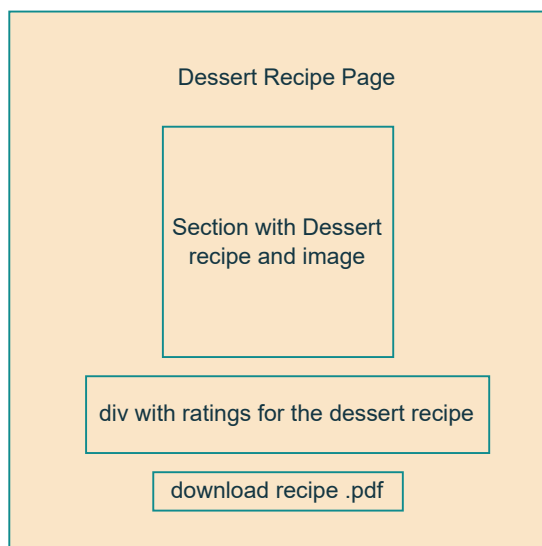 Dessert Recipe Page
Section with Dessert
recipe and image
div with ratings for the dessert recipe
download recipe .pdf